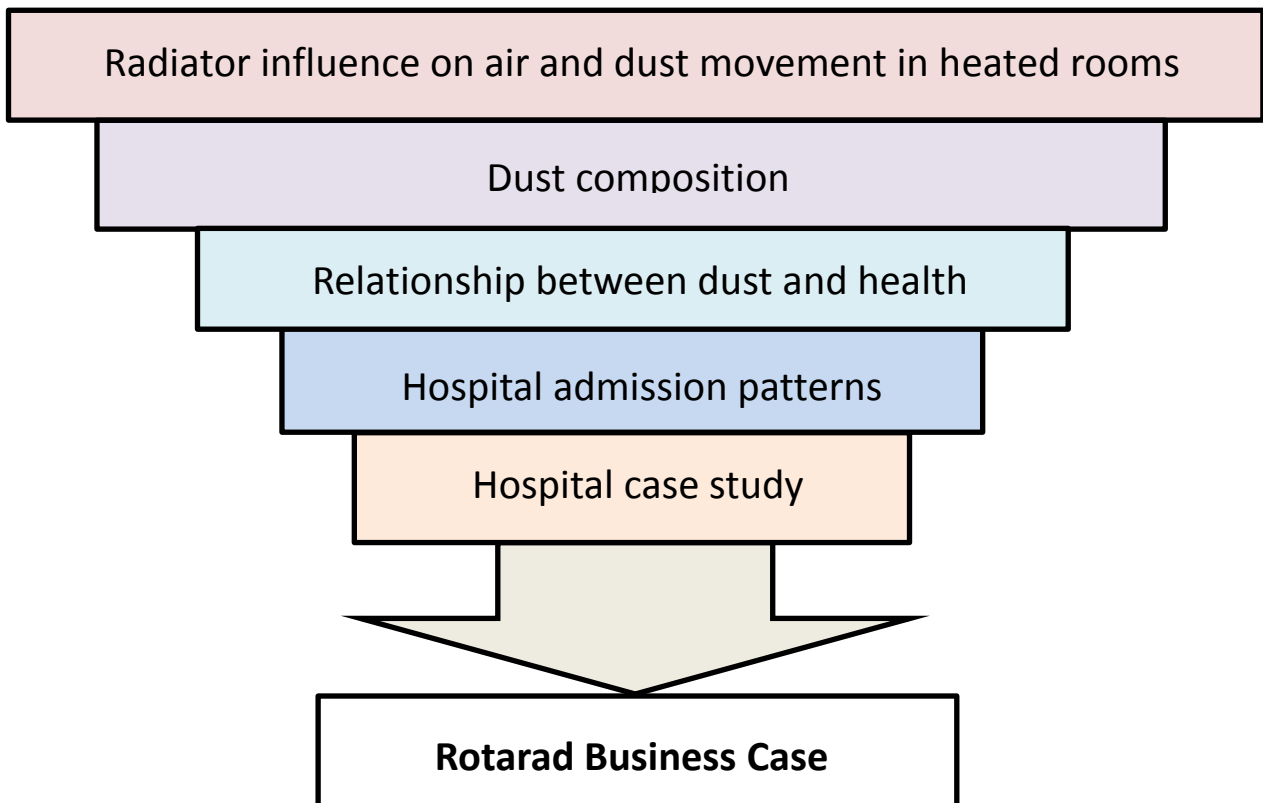 Radiator influence on air and dust movement in heated rooms
Dust composition
Relationship between dust and health
Hospital admission patterns
Hospital case study
Rotarad Business Case